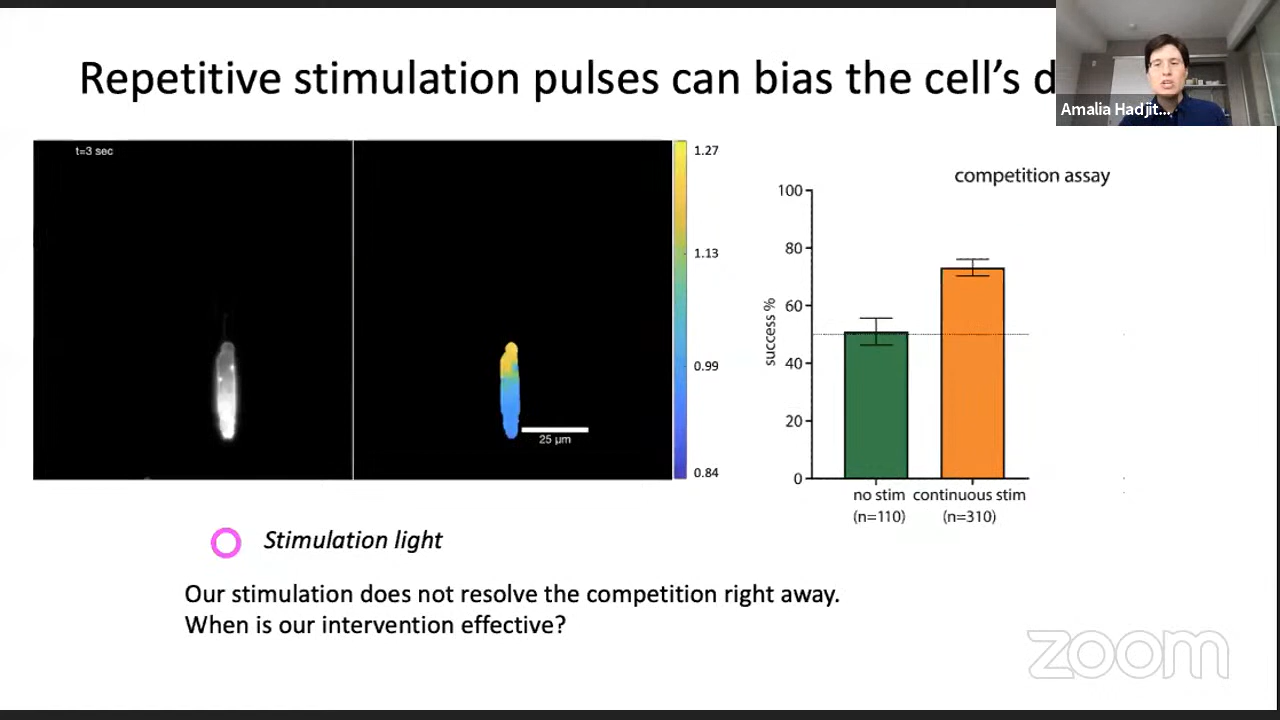 Repetitive stimulation pulses can bias the cell’s d
Amalia Hadjit...
t=3 sec
1.27
1.13
0.99
0.84
25 μm
competition assay
100
80
60
40
20
0
success %
no stim
(n=110)
continuous stim
(n=310)
Stimulation light
Our stimulation does not resolve the competition right away.
When is our intervention effective?
zoom